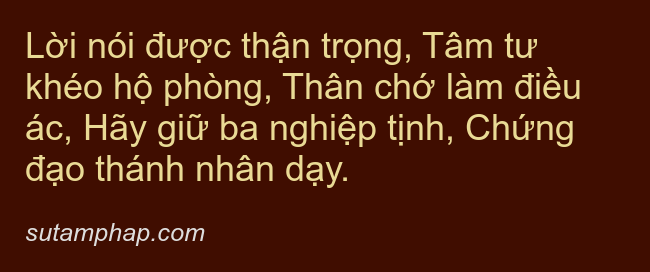 Lời nói được thận trọng, Tâm tư
khéo hộ phòng, Thân chớ làm điều
ác, Hãy giữ ba nghiệp tịnh, Chứng
đạo thánh nhân dạy.
sutamphap.com